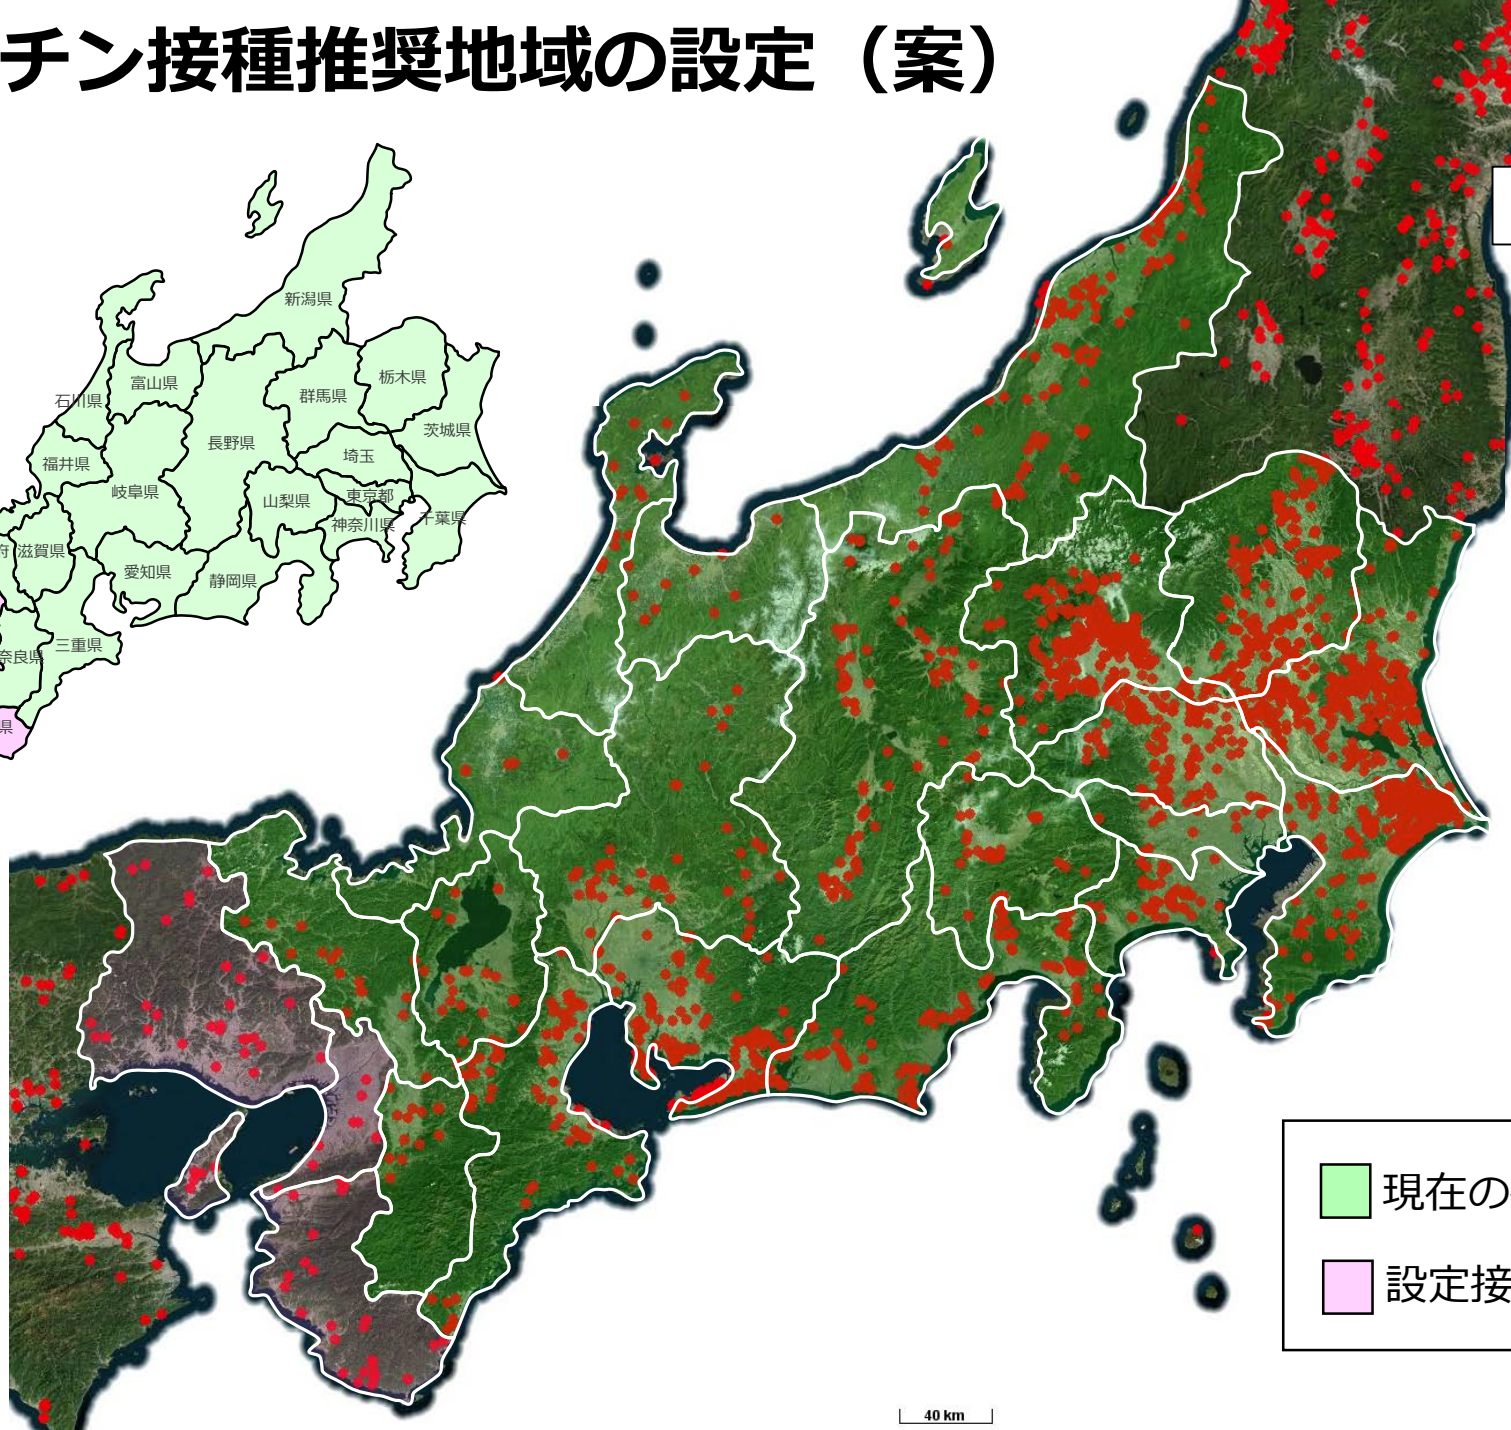 チン接種推奨地域の設定（案）
新潟県
富山県
石川県
栃木県
群馬県
長野県
茨城県
福井県
埼玉
岐阜県
山梨県
東京都
千葉県
神奈川県
府
滋賀県
愛知県
静岡県
三重県
奈良県
県
現在の
設定接
40 km